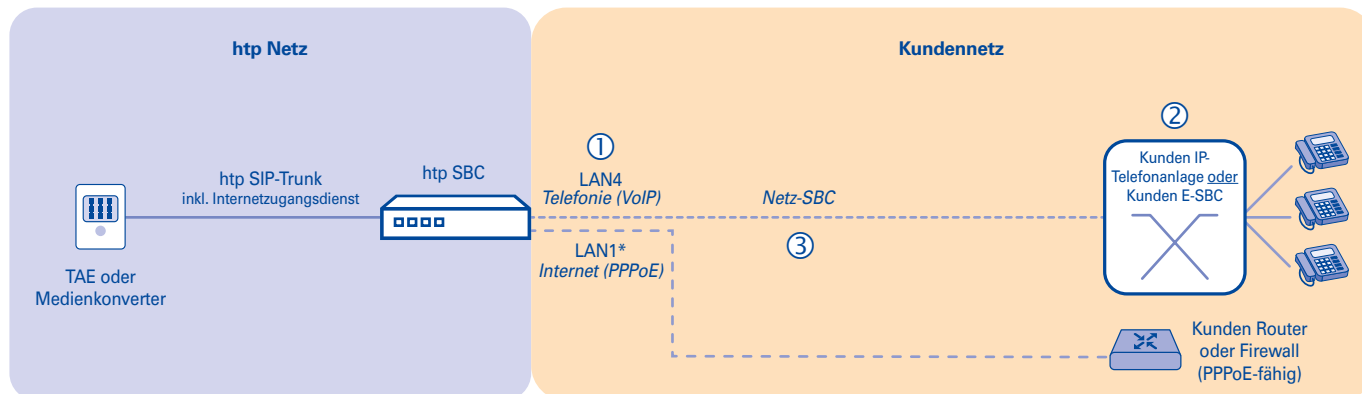 htp Netz
Kundennetz
TAE oder
Medienkonverter
htp SIP-Trunk
inkl. Internetzugangsdienst
htp SBC
①
LAN4
Telefonie (VoIP)
LAN1*
Internet (PPPoE)
Netz-SBC
③
②
Kunden IP-
Telefonanlage oder
Kunden E-SBC
Kunden Router
oder Firewall
(PPPoE-fähig)